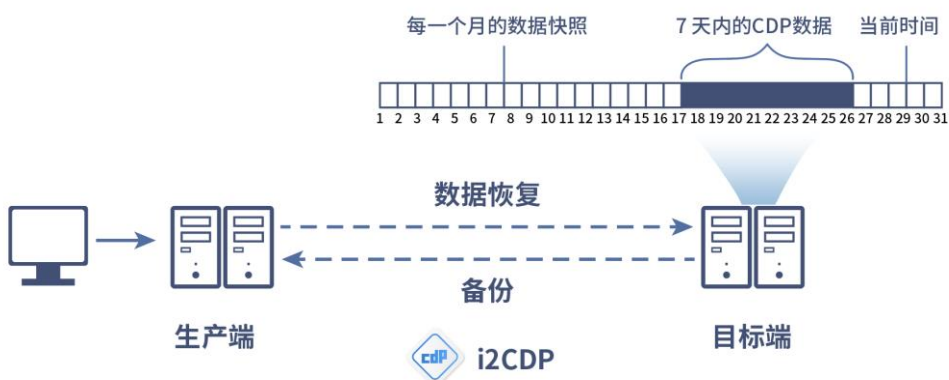 每一个月的数据快照 7 天内的CDP数据 当前时间
1 2 3 4 5 6 7 8 9 10 11 12 13 14 15 16 17 18 19 20 21 22 23 24 25 26 27 28 29 30 31
数据恢复
备份
生产端 目标端
cdp i2CDP